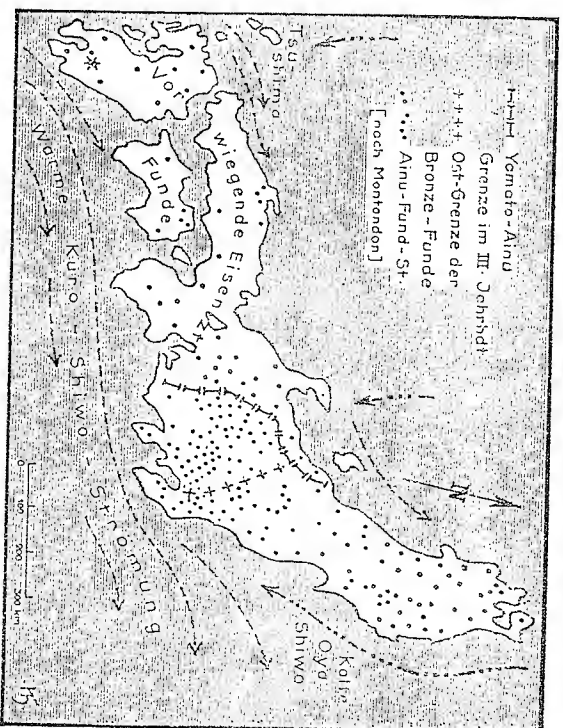 Yamato-Ainu
Grenze im III. Jahrhdt
++++ Ost-Grenze der
Bronze-Funde
Ainu-Fund-St.
[nach Montandon]
Tsu-
Shima
N
Vor
wiegende Eisen
Funde
Kalte
Oya
Shiwo
Warme Kuro - Shiwo - Strömung
0 100 200 300 km